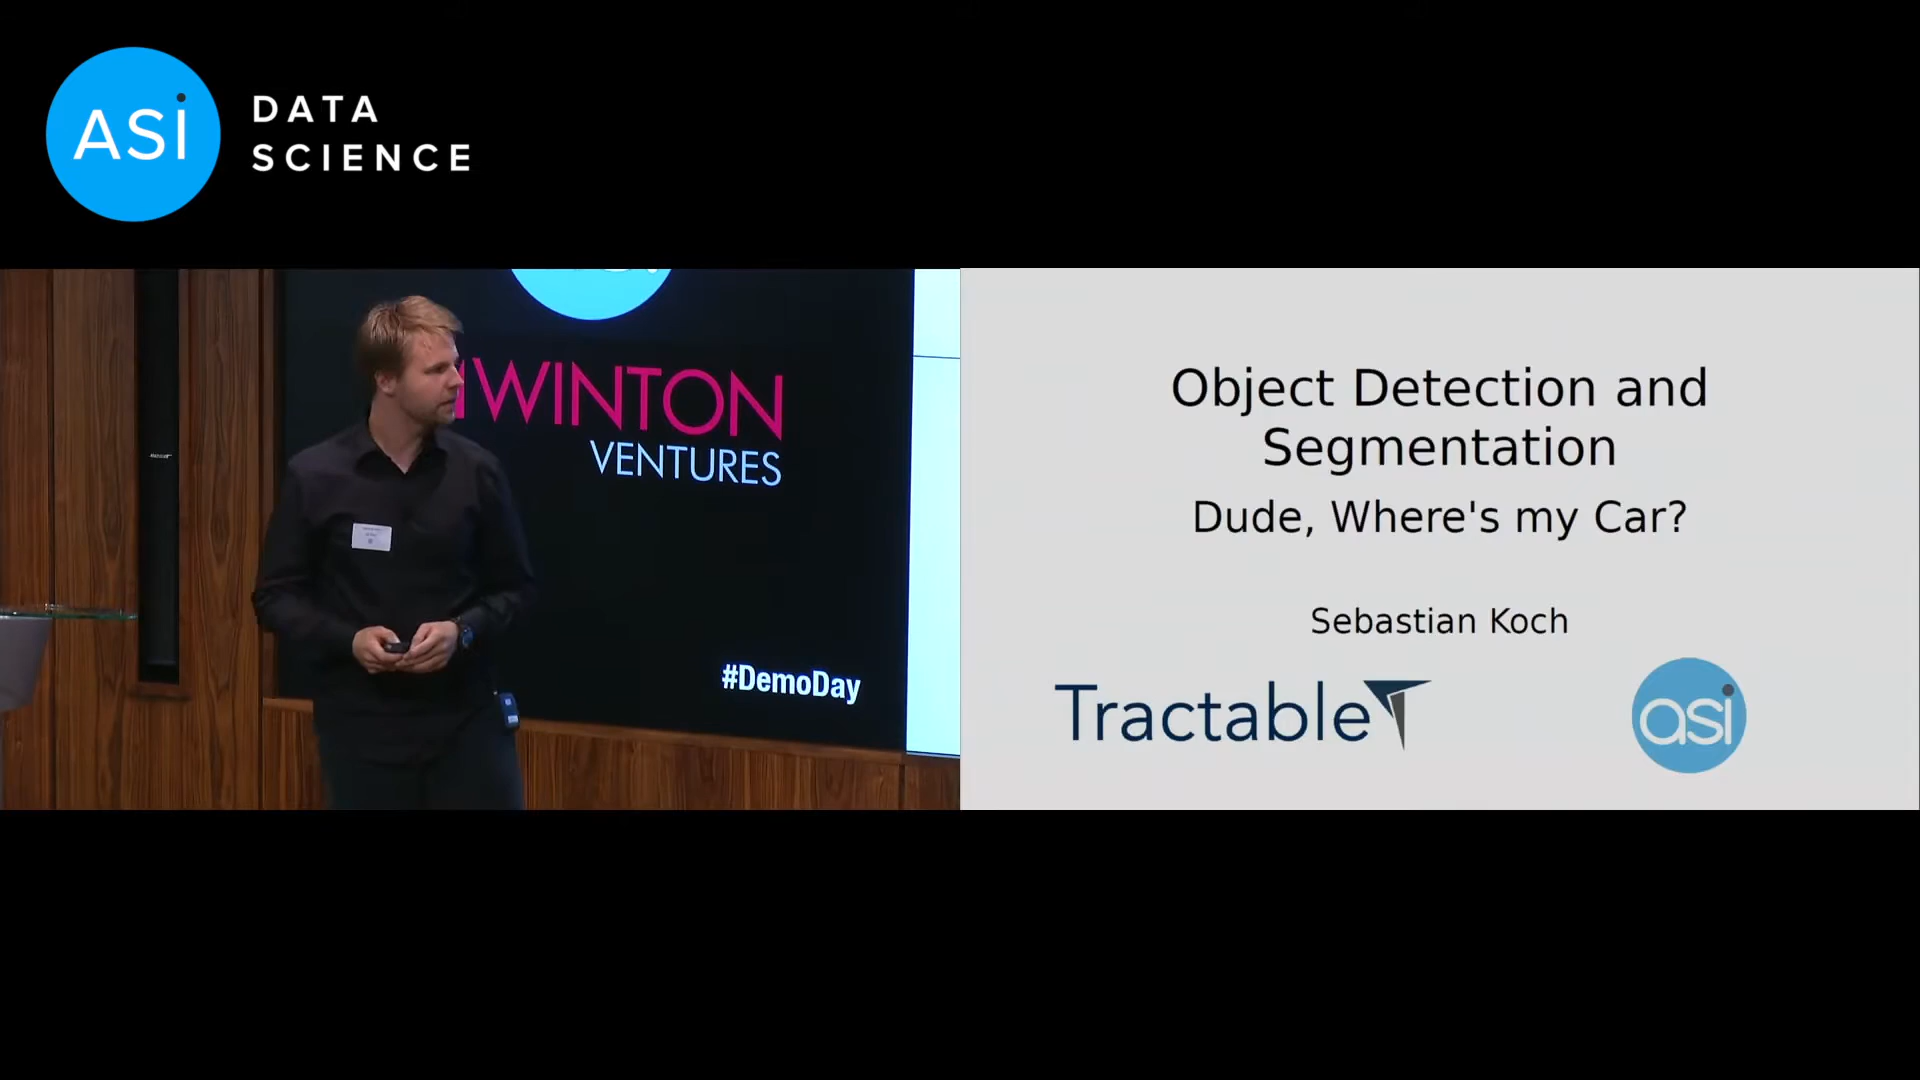 ASI
DATA
SCIENCE
WINTON
VENTURES
#DemoDay
Object Detection and
Segmentation
Dude, Where's my Car?
Sebastian Koch
Tractable
asi